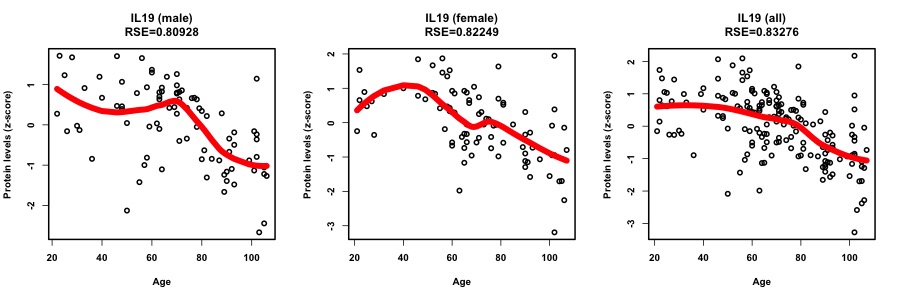 IL19 (male)
RSE=0.80928
Protein levels (z-score)
1
0
-1
-2
20
40
60
80
100
Age
IL19 (female)
RSE=0.82249
Protein levels (z-score)
2
1
0
-1
-2
-3
20
40
60
80
100
Age
IL19 (all)
RSE=0.83276
Protein levels (z-score)
2
1
0
-1
-2
-3
20
40
60
80
100
Age